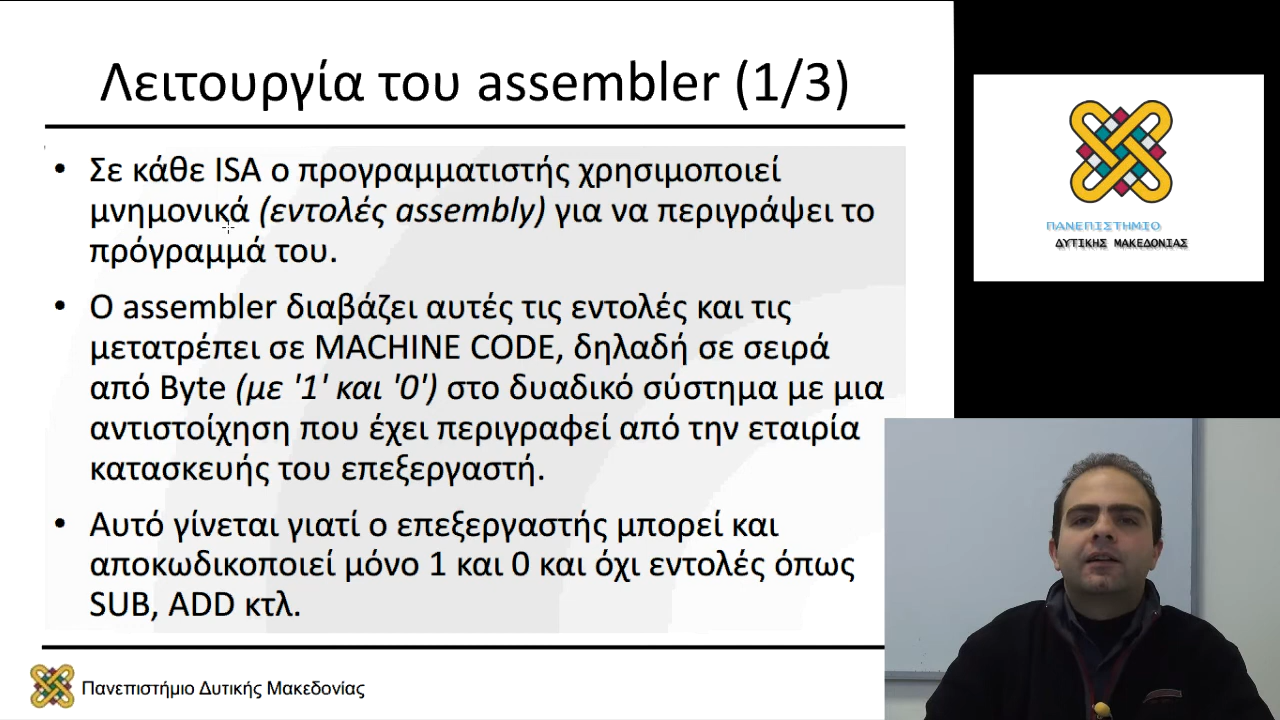 Λειτουργία του assembler (1/3)
• Σε κάθε ISA ο προγραμματιστής χρησιμοποιεί
μνημονικά (εντολές assembly) για να περιγράψει το
πρόγραμμά του.
• Ο assembler διαβάζει αυτές τις εντολές και τις
μετατρέπει σε MACHINE CODE, δηλαδή σε σειρά
από Byte (με '1' και '0') στο δυαδικό σύστημα με μια
αντιστοίχηση που έχει περιγραφεί από την εταιρία
κατασκευής του επεξεργαστή.
• Αυτό γίνεται γιατί ο επεξεργαστής μπορεί και
αποκωδικοποιεί μόνο 1 και 0 και όχι εντολές όπως
SUB, ADD κτλ.
Πανεπιστήμιο Δυτικής Μακεδονίας
ΠΑΝΕΠΙΣΤΗΜΙΟ
ΔΥΤΙΚΗΣ ΜΑΚΕΔΟΝΙΑΣ